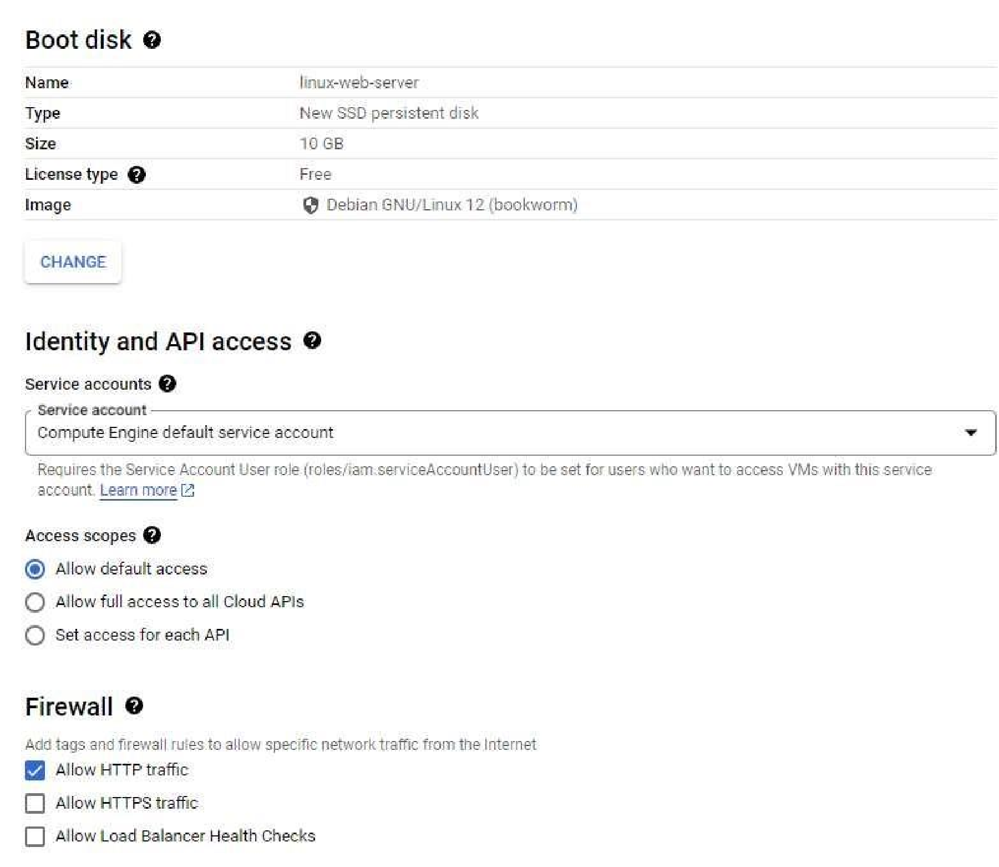 Boot disk
Name linux-web-server
Type New SSD persistent disk
Size 10 GB
License type Free
Image Debian GNU/Linux 12 (bookworm)
CHANGE
Identity and API access
Service accounts
Service account
Compute Engine default service account
Requires the Service Account User role (roles/iam.serviceAccountUser) to be set for users who want to access VMs with this service
account. Learn more
Access scopes
Allow default access
Allow full access to all Cloud APIs
Set access for each API
Firewall
Add tags and firewall rules to allow specific network traffic from the Internet
Allow HTTP traffic
Allow HTTPS traffic
Allow Load Balancer Health Checks